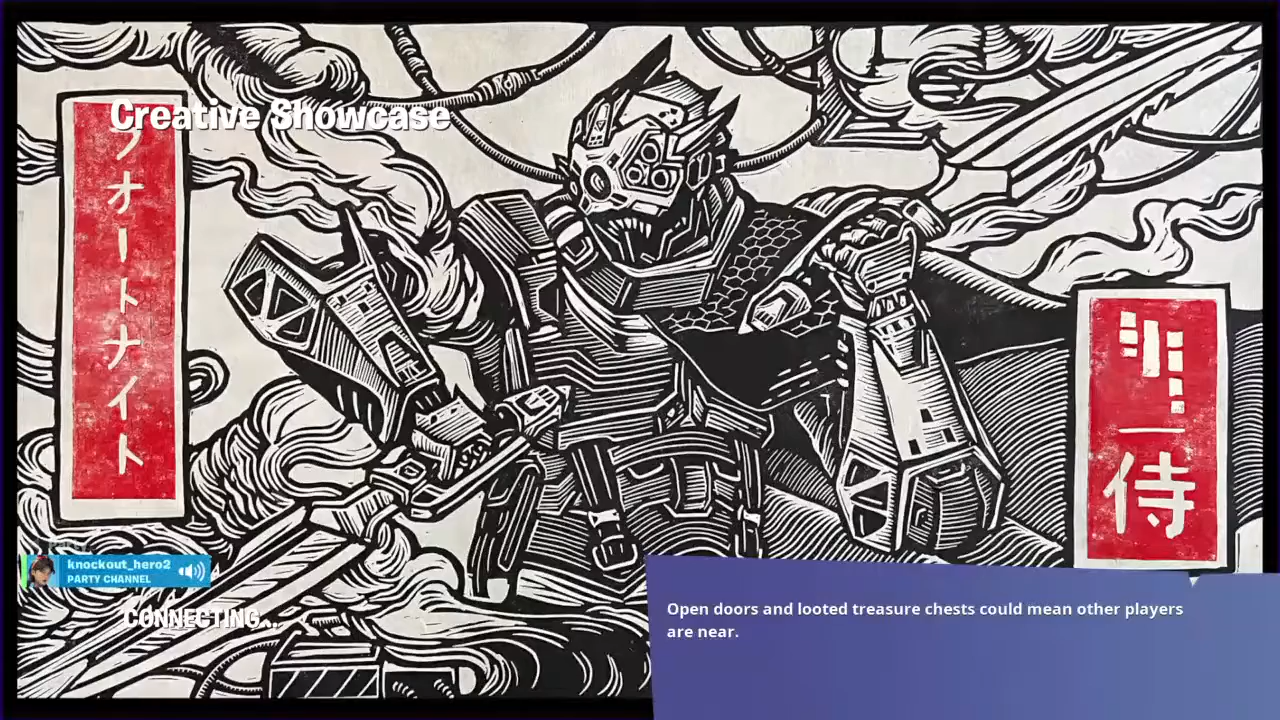 Creative Showcase
フォートナイト
侍
knockout_hero2
PARTY CHANNEL
CONNECTING...
Open doors and looted treasure chests could mean other players
are near.